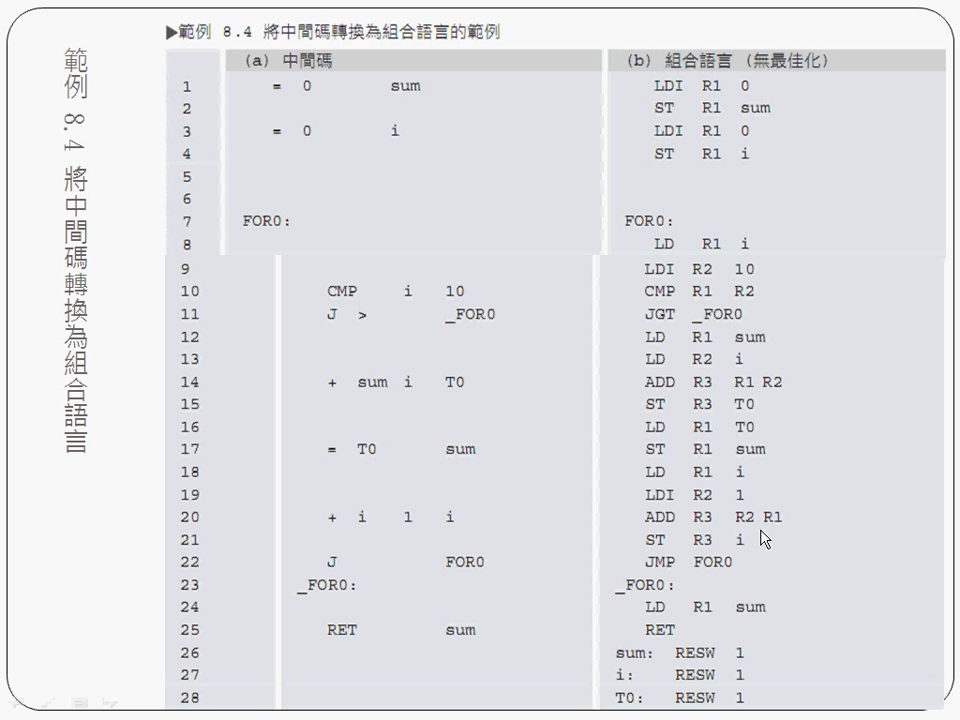 範例 8.4 將中間碼轉換為組合語言
▶範例 8.4 將中間碼轉換為組合語言的範例
(a) 中間碼 (b) 組合語言 (無最佳化)
1 = 0 sum LDI R1 0
2 ST R1 sum
3 = 0 i LDI R1 0
4 ST R1 i
5
6
7 FOR0: FOR0:
8 LD R1 i
9 LDI R2 10
10 CMP i 10 CMP R1 R2
11 J > _FOR0 JGT _FOR0
12 LD R1 sum
13 LD R2 i
14 + sum i T0 ADD R3 R1 R2
15 ST R3 T0
16 LD R1 T0
17 = T0 sum ST R1 sum
18 LD R1 i
19 LDI R2 1
20 + i 1 i ADD R3 R2 R1
21 ST R3 i
22 J FOR0 JMP FOR0
23 _FOR0: _FOR0:
24 LD R1 sum
25 RET sum RET
26 sum: RESW 1
27 i: RESW 1
28 T0: RESW 1